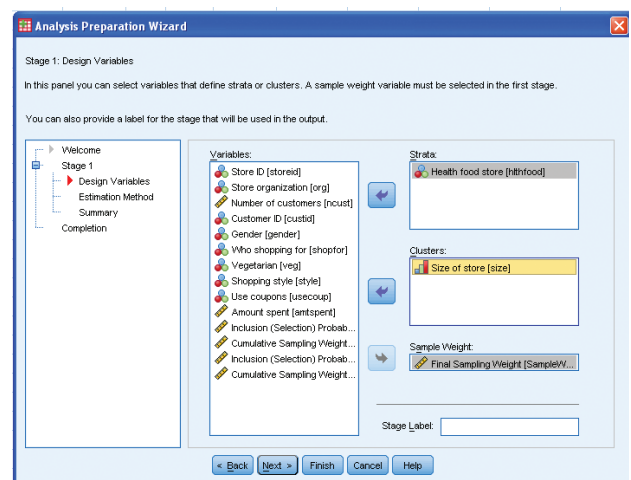 Analysis Preparation Wizard
Stage 1: Design Variables
In this panel you can select variables that define strata or clusters. A sample weight variable must be selected in the first stage.
You can also provide a label for the stage that will be used in the output.
Welcome
Stage 1
Design Variables
Estimation Method
Summary
Completion
Variables:
Store ID [storeid]
Store organization [org]
Number of customers [ncust]
Customer ID [custid]
Gender [gender]
Who shopping for [shopfor]
Vegetarian [veg]
Shopping style [style]
Use coupons [usecoup]
Amount spent [amtspent]
Inclusion (Selection) Probab...
Cumulative Sampling Weight...
Inclusion (Selection) Probab...
Cumulative Sampling Weight...
Strata:
Health food store [hlthfood]
Clusters:
Size of store [size]
Sample Weight:
Final Sampling Weight [SampleW...
Stage Label:
< Back
Next >
Finish
Cancel
Help